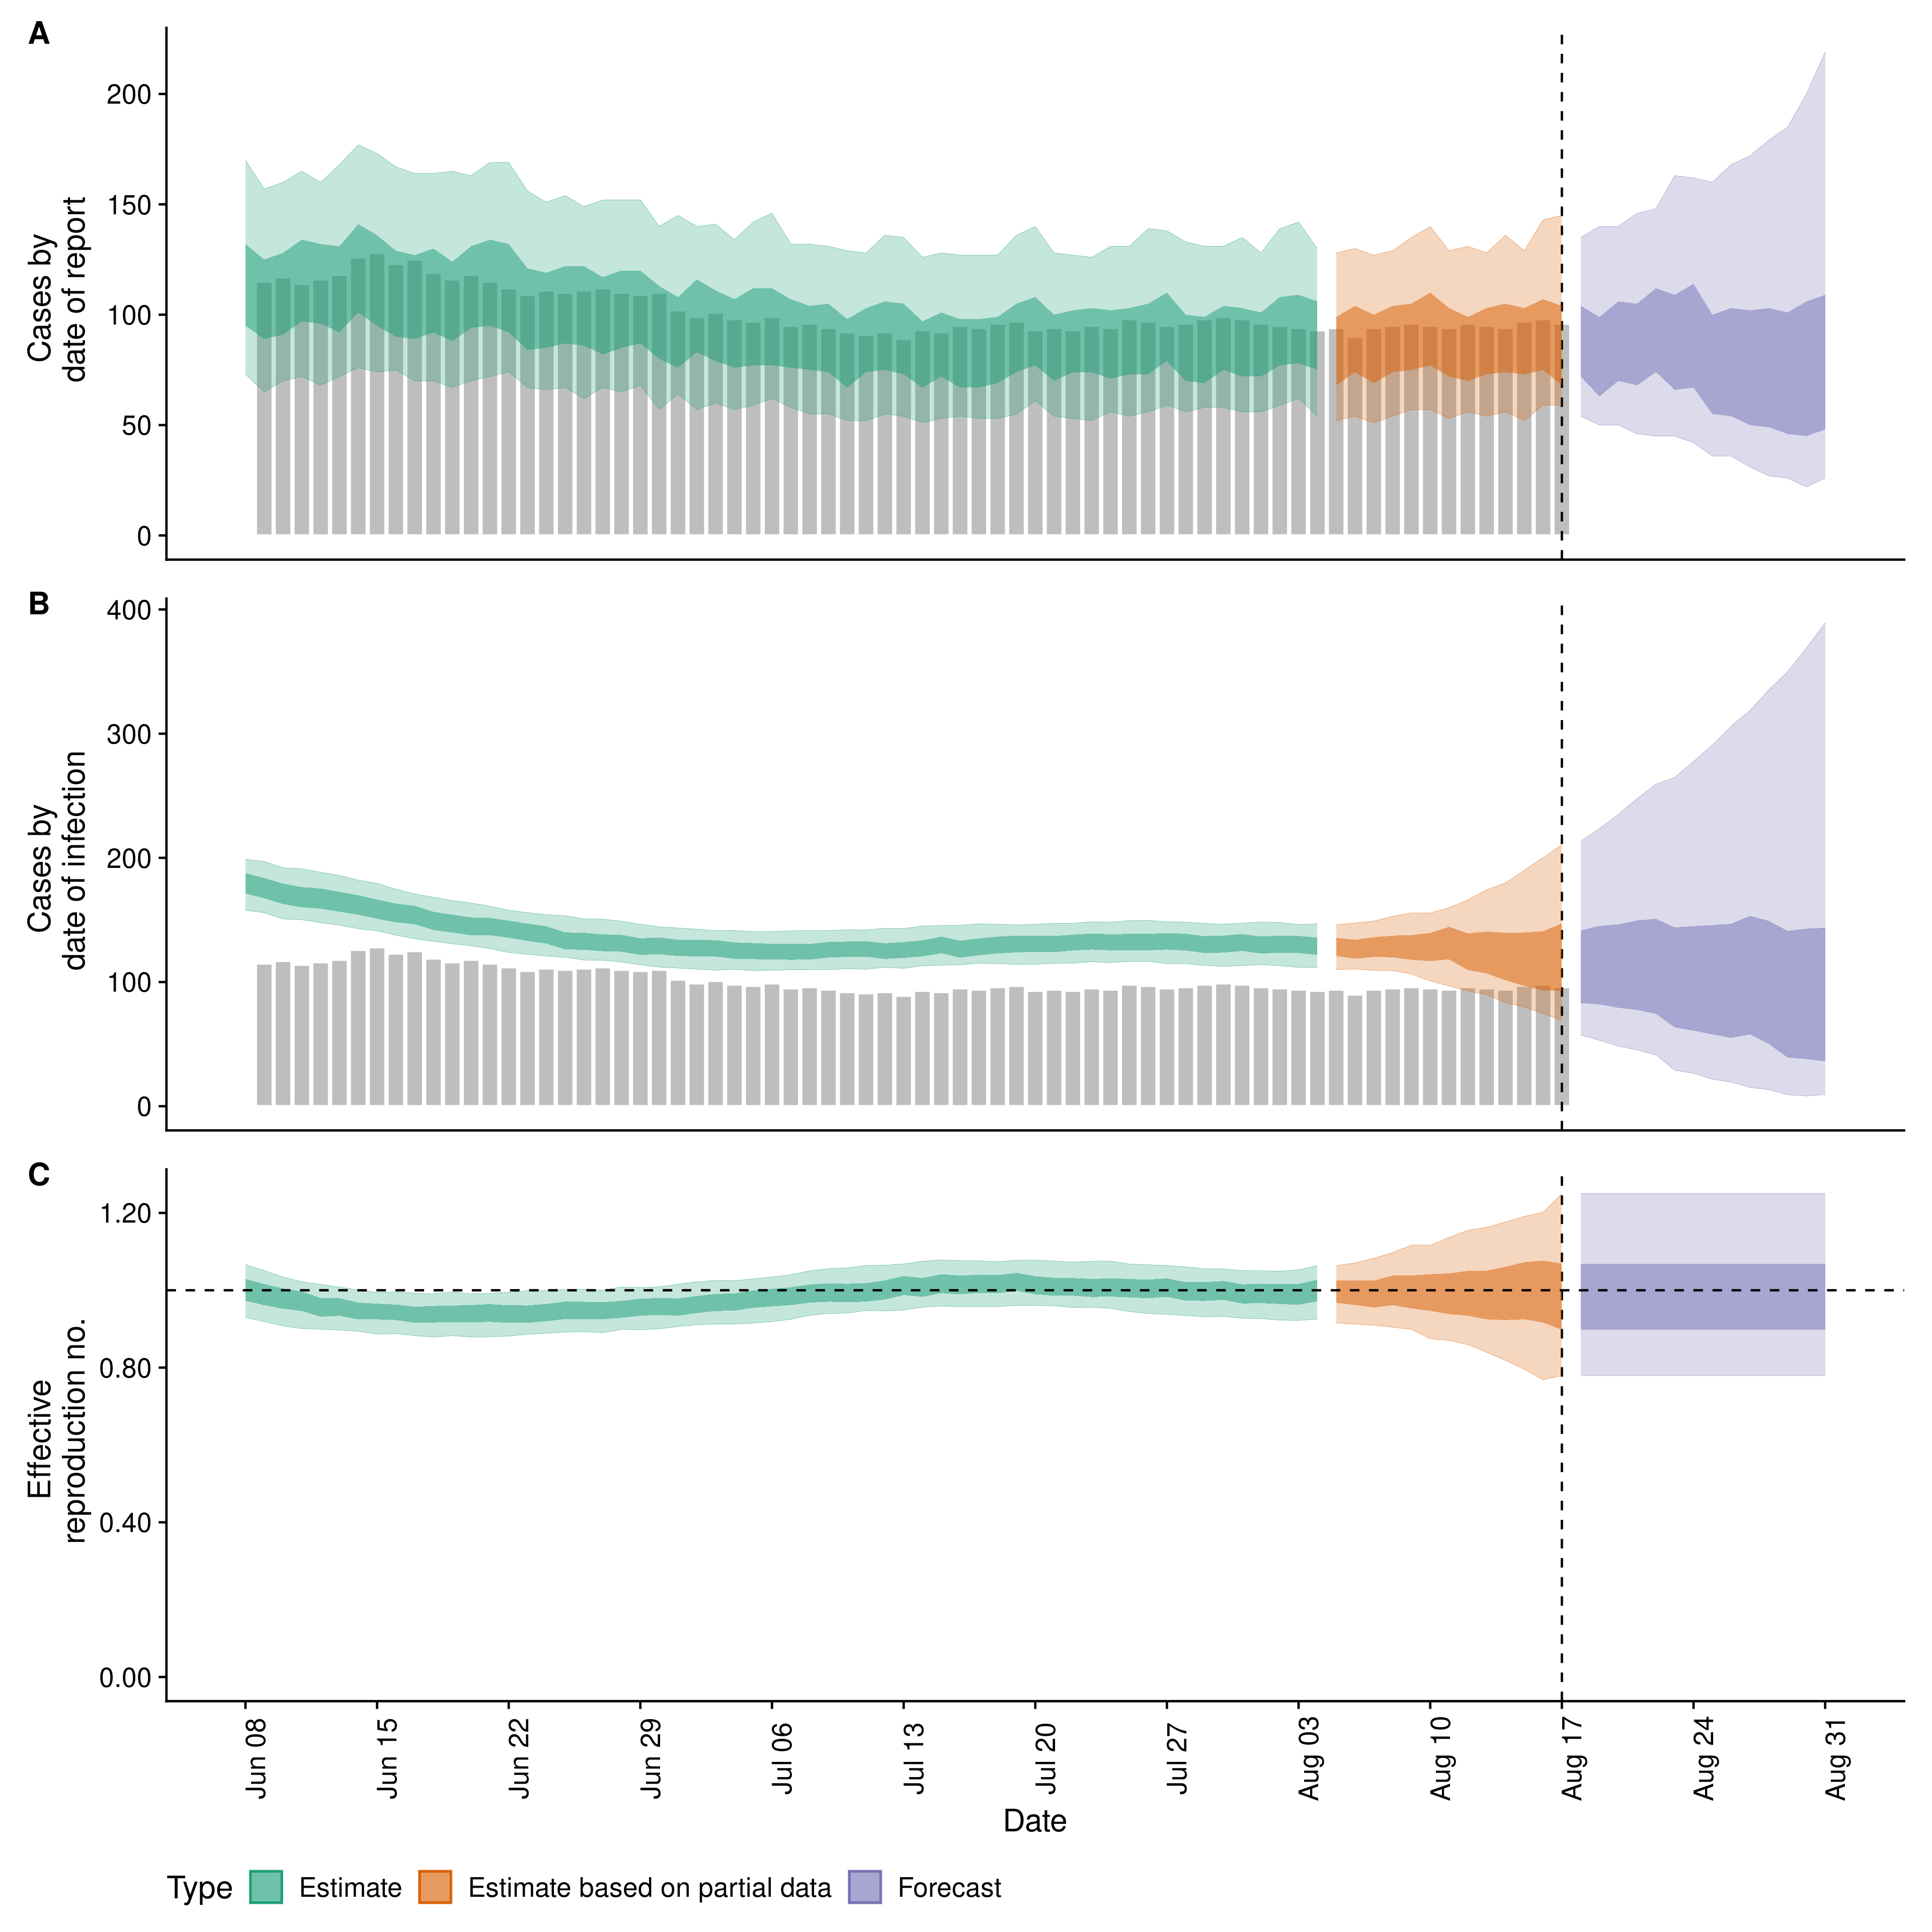 A
Cases by
date of report
200
150
100
50
0
B
Cases by
date of infection
400
300
200
100
0
C
Effective
reproduction no.
1.20
0.80
0.40
0.00
Jun 08
Jun 15
Jun 22
Jun 29
Jul 06
Jul 13
Jul 20
Jul 27
Aug 03
Aug 10
Aug 17
Aug 24
Aug 31
Date
Type Estimate Estimate based on partial data Forecast